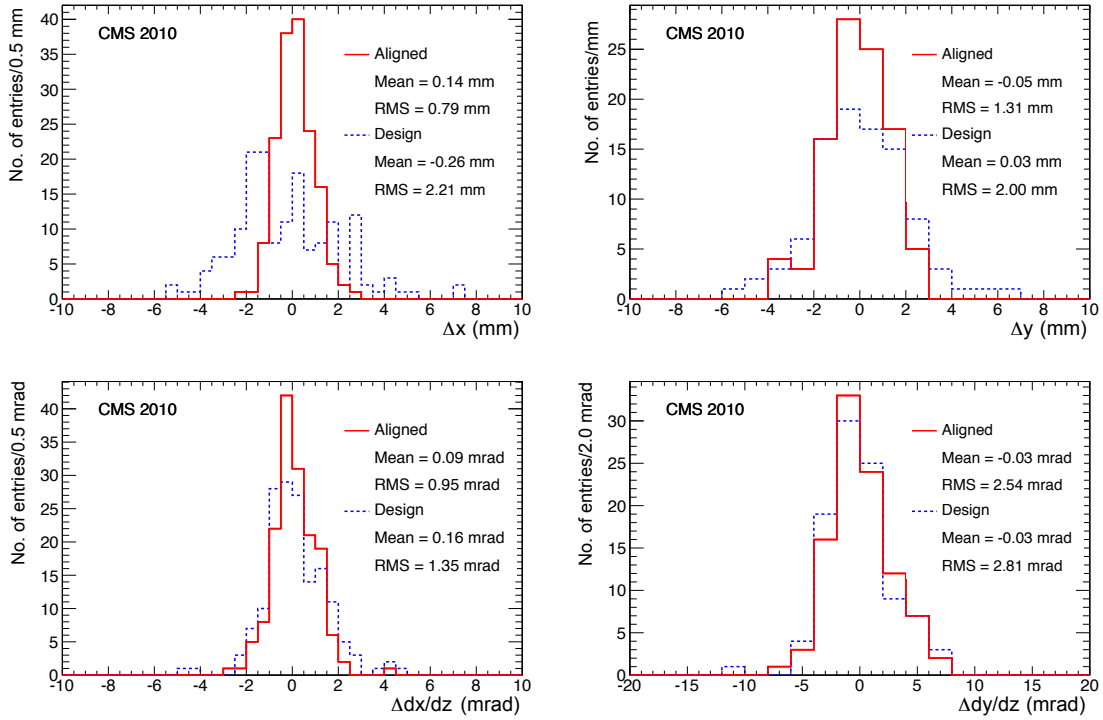 No. of entries/0.5 mm
40
35
30
25
20
15
10
5
0
CMS 2010
Aligned
Mean = 0.14 mm
RMS = 0.79 mm
Design
Mean = -0.26 mm
RMS = 2.21 mm
-10 -8 -6 -4 -2 0 2 4 6 8 10
Δx (mm)
No. of entries/mm
25
20
15
10
5
0
CMS 2010
Aligned
Mean = -0.05 mm
RMS = 1.31 mm
Design
Mean = 0.03 mm
RMS = 2.00 mm
-10 -8 -6 -4 -2 0 2 4 6 8 10
Δy (mm)
No. of entries/0.5 mrad
40
35
30
25
20
15
10
5
0
CMS 2010
Aligned
Mean = 0.09 mrad
RMS = 0.95 mrad
Design
Mean = 0.16 mrad
RMS = 1.35 mrad
-10 -8 -6 -4 -2 0 2 4 6 8 10
Δdx/dz (mrad)
No. of entries/2.0 mrad
30
25
20
15
10
5
0
CMS 2010
Aligned
Mean = -0.03 mrad
RMS = 2.54 mrad
Design
Mean = -0.03 mrad
RMS = 2.81 mrad
-20 -15 -10 -5 0 5 10 15 20
Δdy/dz (mrad)